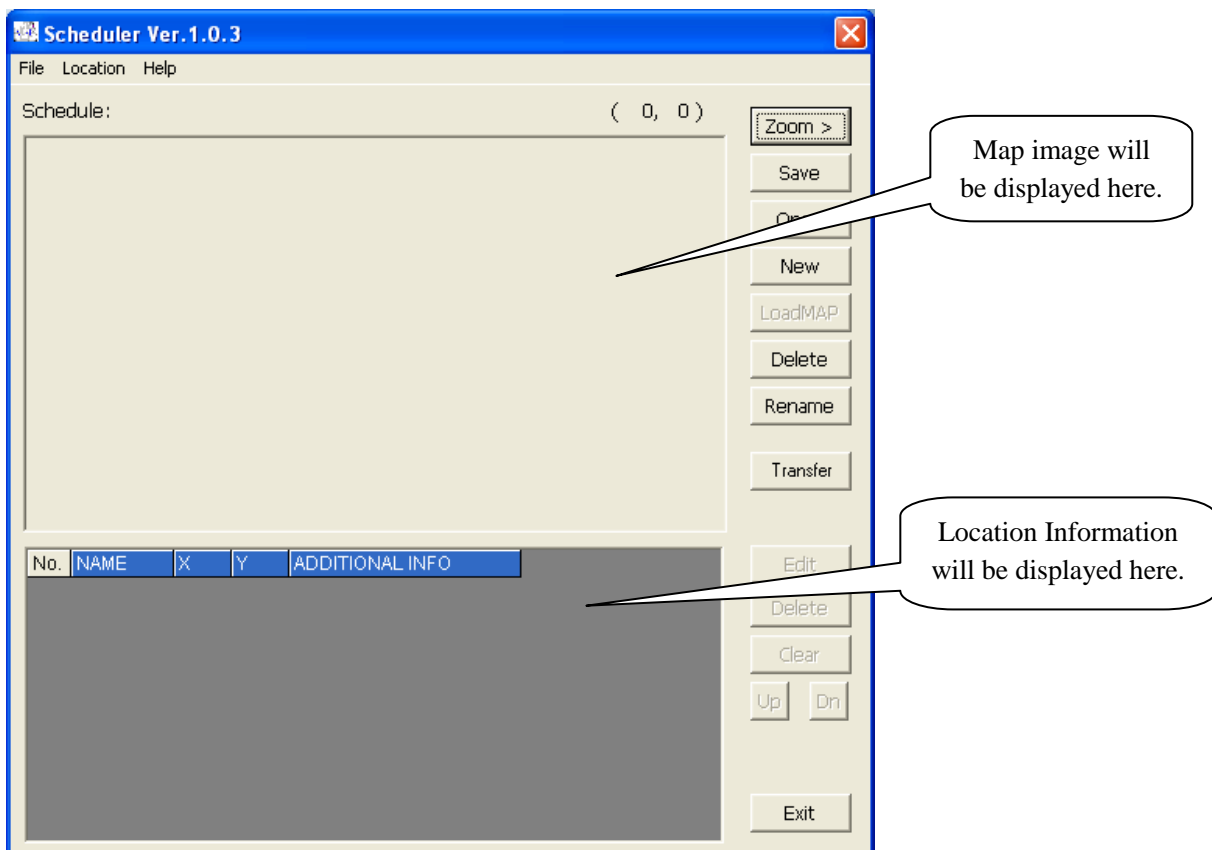 Scheduler Ver.1.0.3
File Location Help
Schedule:
( 0, 0 )
Zoom >
Map image will
be displayed here.
Save
New
LoadMAP
Delete
Rename
Transfer
Location Information
will be displayed here.
No. NAME X Y ADDITIONAL INFO
Edit
Delete
Clear
Up Dn
Exit